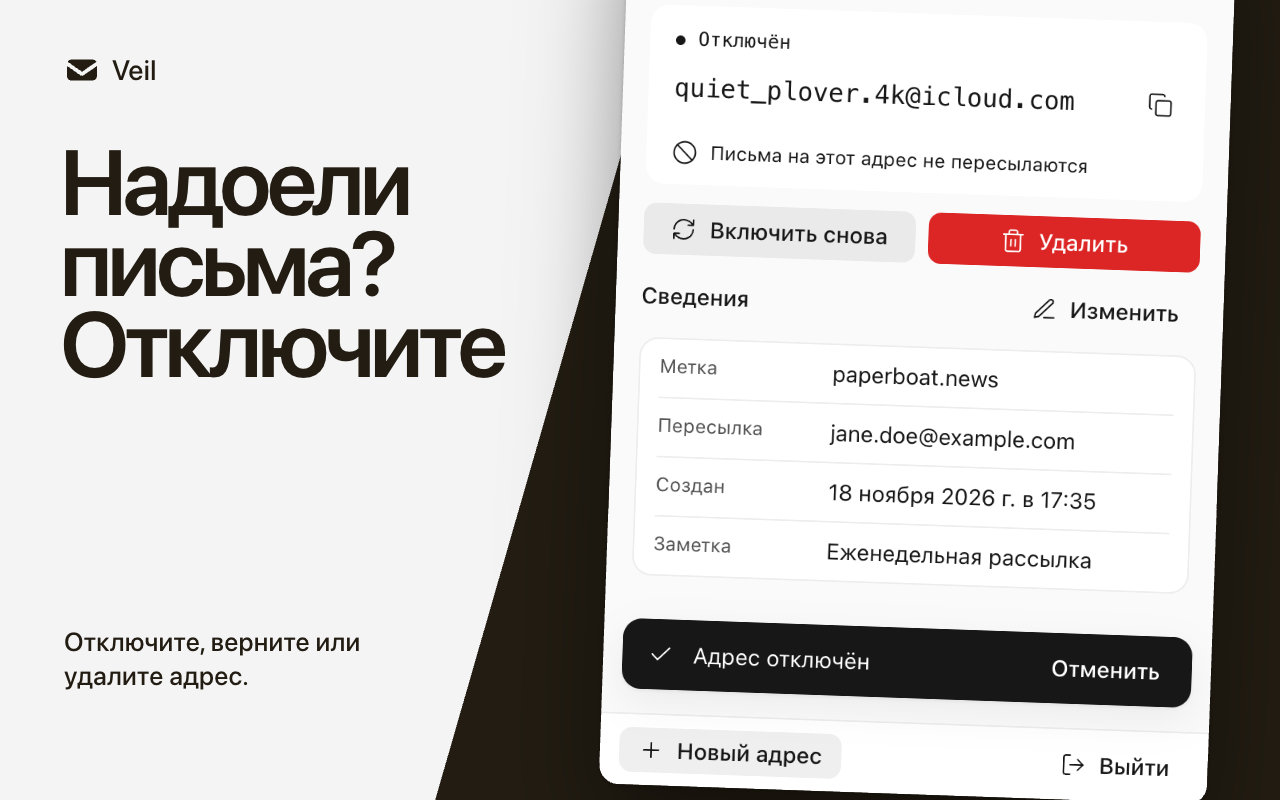 Veil
Надоели
письма?
Отключите
Отключите, верните или
удалите адрес.
Отключён
quiet_plover.4k@icloud.com
Письма на этот адрес не пересылаются
Включить снова
Удалить
Сведения
Изменить
Метка
paperboat.news
Пересылка
jane.doe@example.com
Создан
18 ноября 2026 г. в 17:35
Заметка
Еженедельная рассылка
Адрес отключён
Отменить
Новый адрес
Выйти